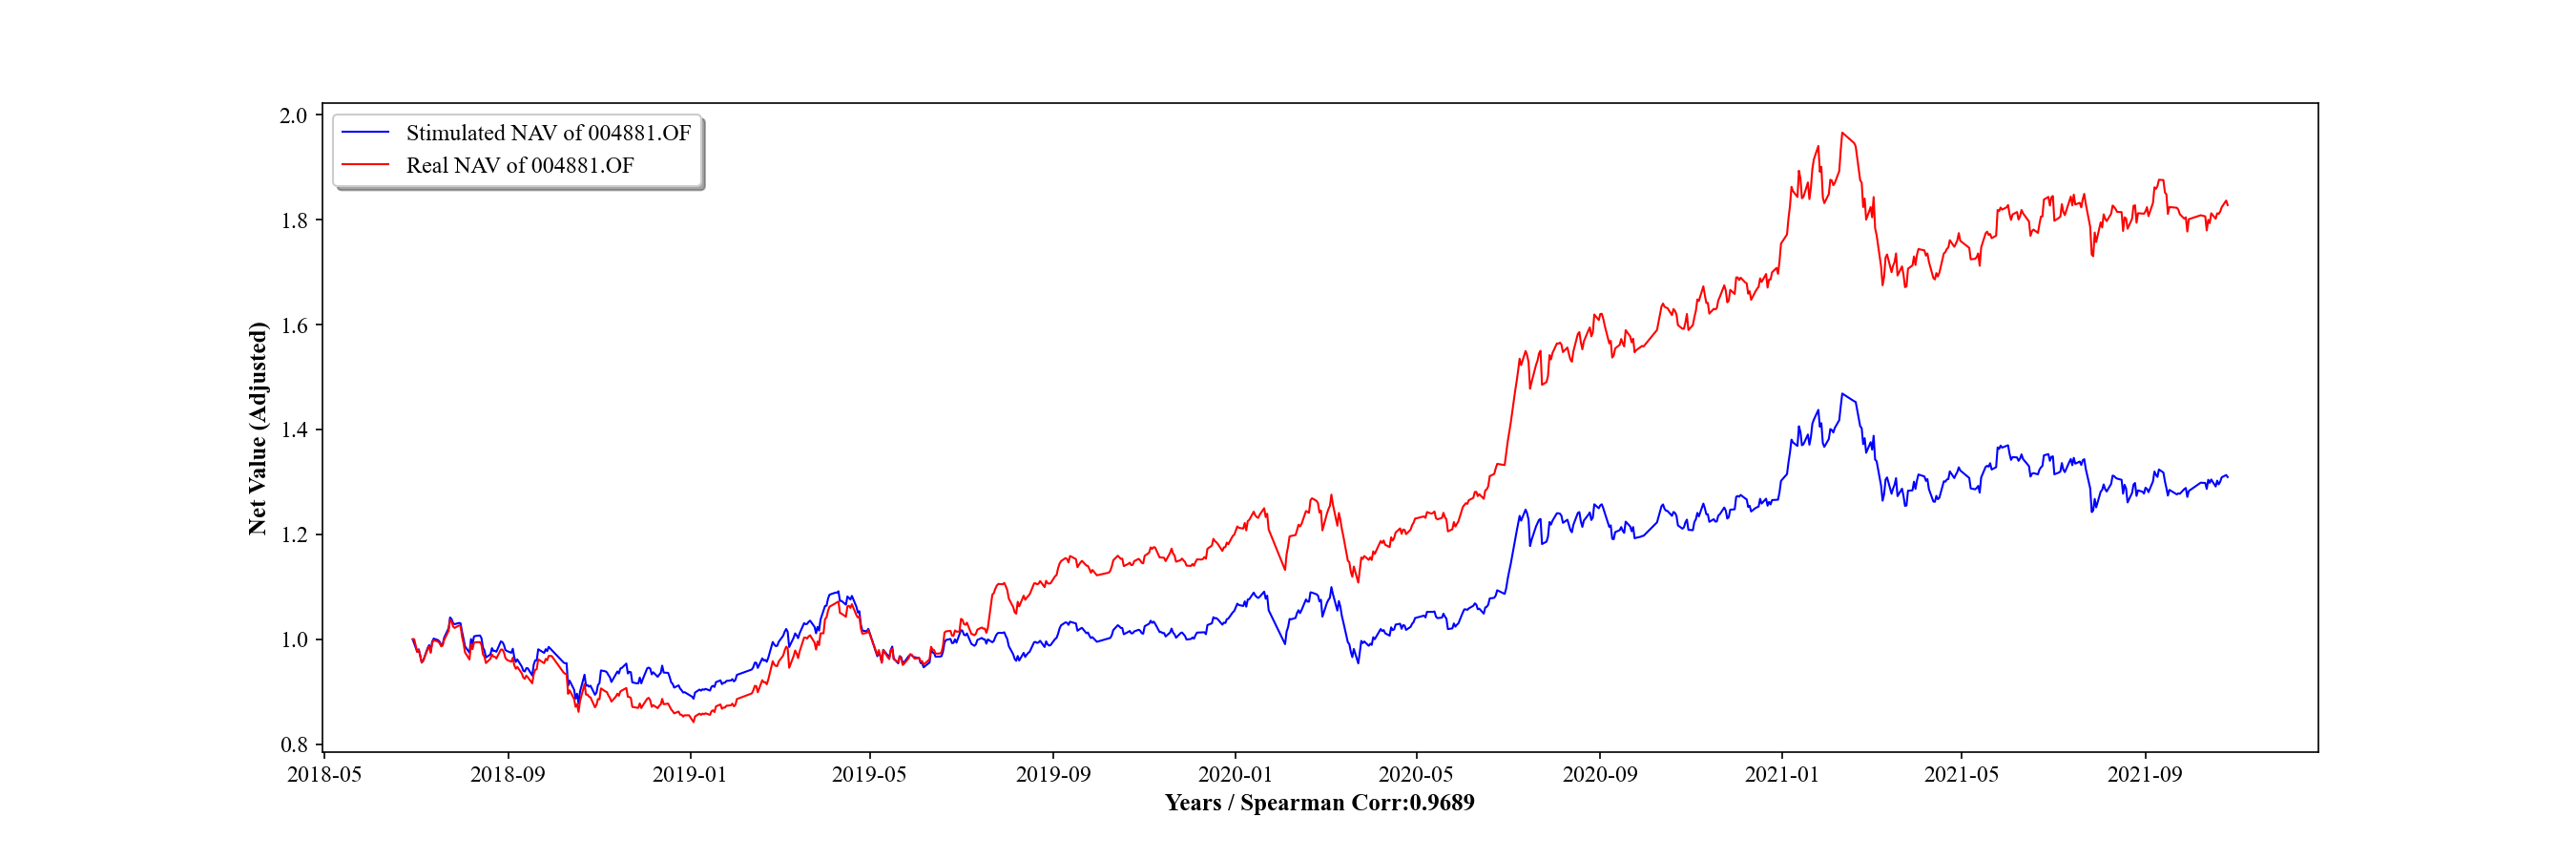 2.0
1.8
1.6
1.4
1.2
1.0
0.8
Net Value (Adjusted)
Stimulated NAV of 004881.OF
Real NAV of 004881.OF
2018-05 2018-09 2019-01 2019-05 2019-09 2020-01 2020-05 2020-09 2021-01 2021-05 2021-09
Years / Spearman Corr:0.9689